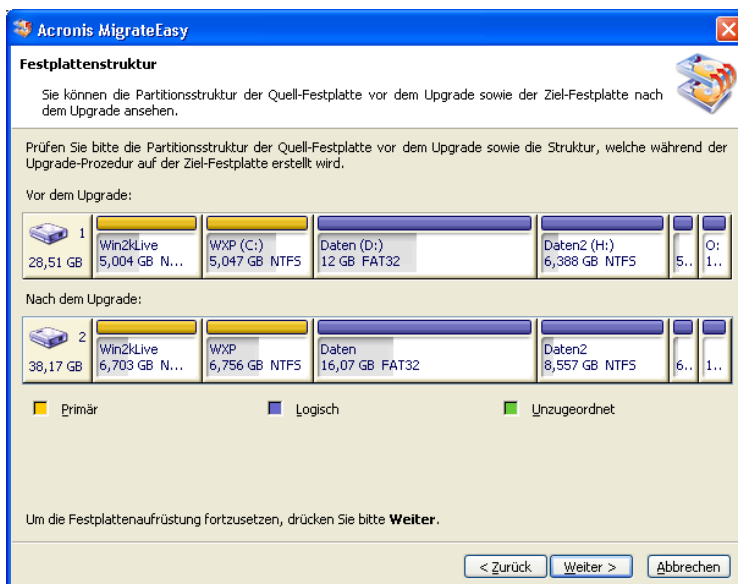 Acronis MigrateEasy
Festplattenstruktur
Sie können die Partitionsstruktur der Quell-Festplatte vor dem Upgrade sowie der Ziel-Festplatte nach
dem Upgrade ansehen.
Prüfen Sie bitte die Partitionsstruktur der Quell-Festplatte vor dem Upgrade sowie die Struktur, welche während der
Upgrade-Prozedur auf der Ziel-Festplatte erstellt wird.
Vor dem Upgrade:
1
28,51 GB
Win2kLive
5,004 GB N...
WXP (C:)
5,047 GB NTFS
Daten (D:)
12 GB FAT32
Daten2 (H:)
6,388 GB NTFS
5..
O:
1..
Nach dem Upgrade:
2
38,17 GB
Win2kLive
6,703 GB N...
WXP
6,756 GB NTFS
Daten
16,07 GB FAT32
Daten2
8,557 GB NTFS
6..
1..
Primär
Logisch
Unzugeordnet
Um die Festplattenaufrüstung fortzusetzen, drücken Sie bitte Weiter.
< Zurück
Weiter >
Abbrechen